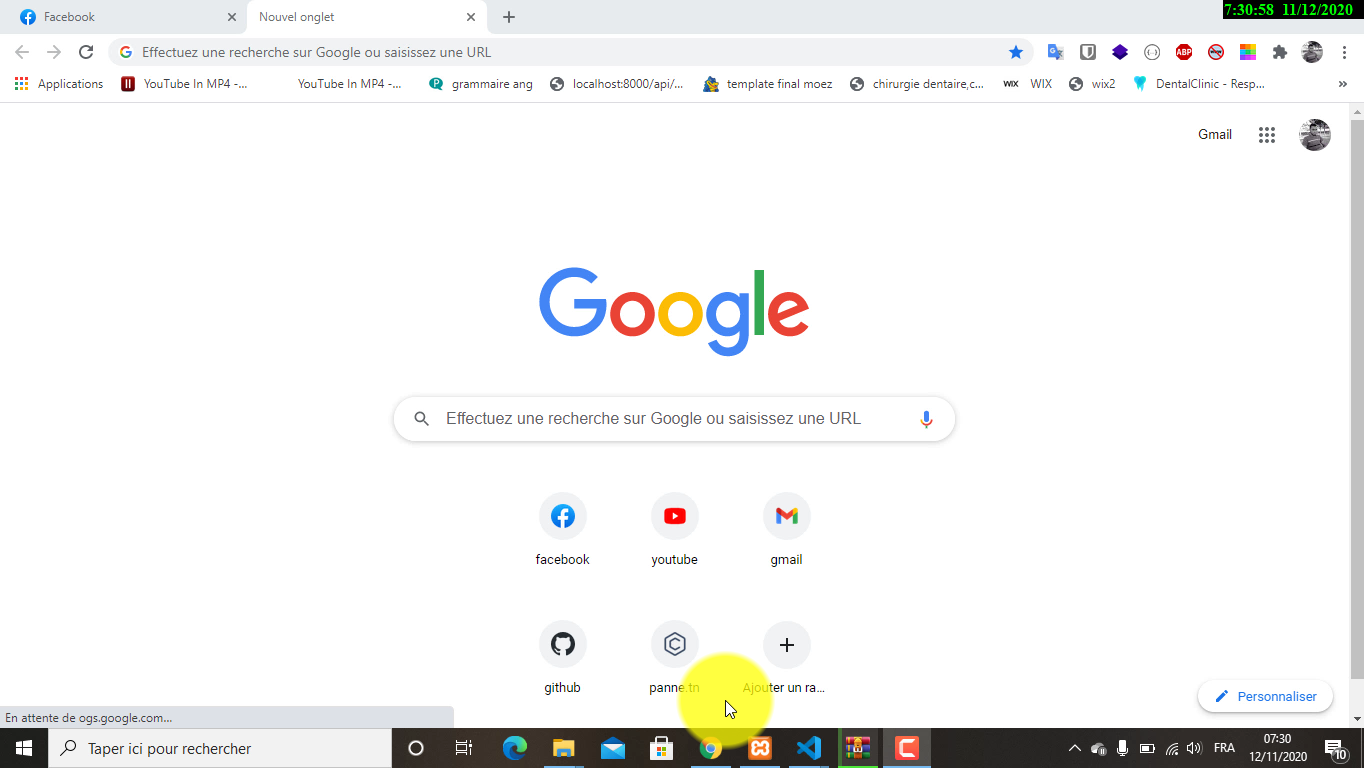 Facebook
Nouvel onglet
7:30:58 11/12/2020
Effectuez une recherche sur Google ou saisissez une URL
ABP
Applications
YouTube In MP4 -...
YouTube In MP4 -...
grammaire ang
localhost:8000/api/...
template final moez
chirurgie dentaire,c...
WIX
WIX
wix2
DentalClinic - Resp...
»
Gmail
Google
Effectuez une recherche sur Google ou saisissez une URL
facebook
youtube
gmail
github
panne.tn
Ajouter un ra...
Personnaliser
En attente de ogs.google.com...
Taper ici pour rechercher
FRA
07:30
12/11/2020
10